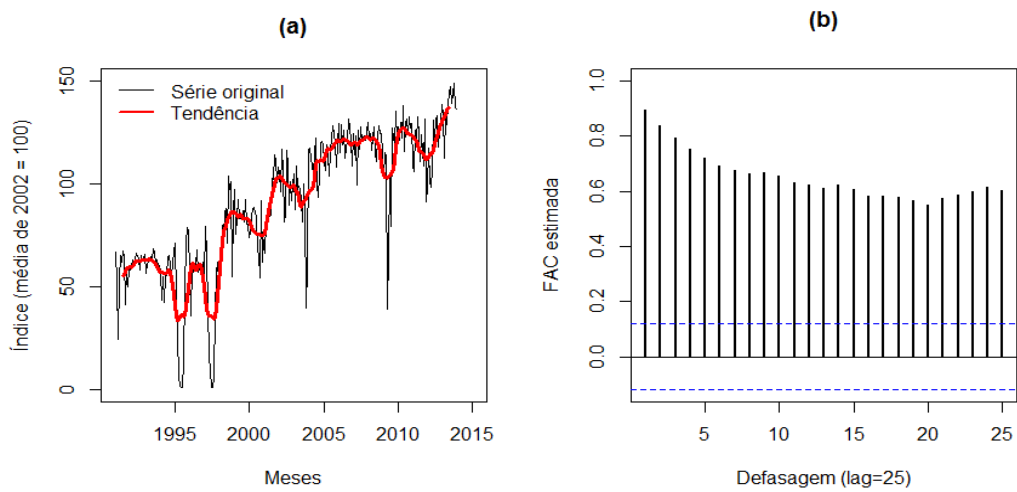 (a)
Índice (média de 2002 = 100)
150
100
50
0
Série original
Tendência
1995
2000
2005
2010
2015
Meses
(b)
FAC estimada
1.0
0.8
0.6
0.4
0.2
0.0
5
10
15
20
25
Defasagem (lag=25)